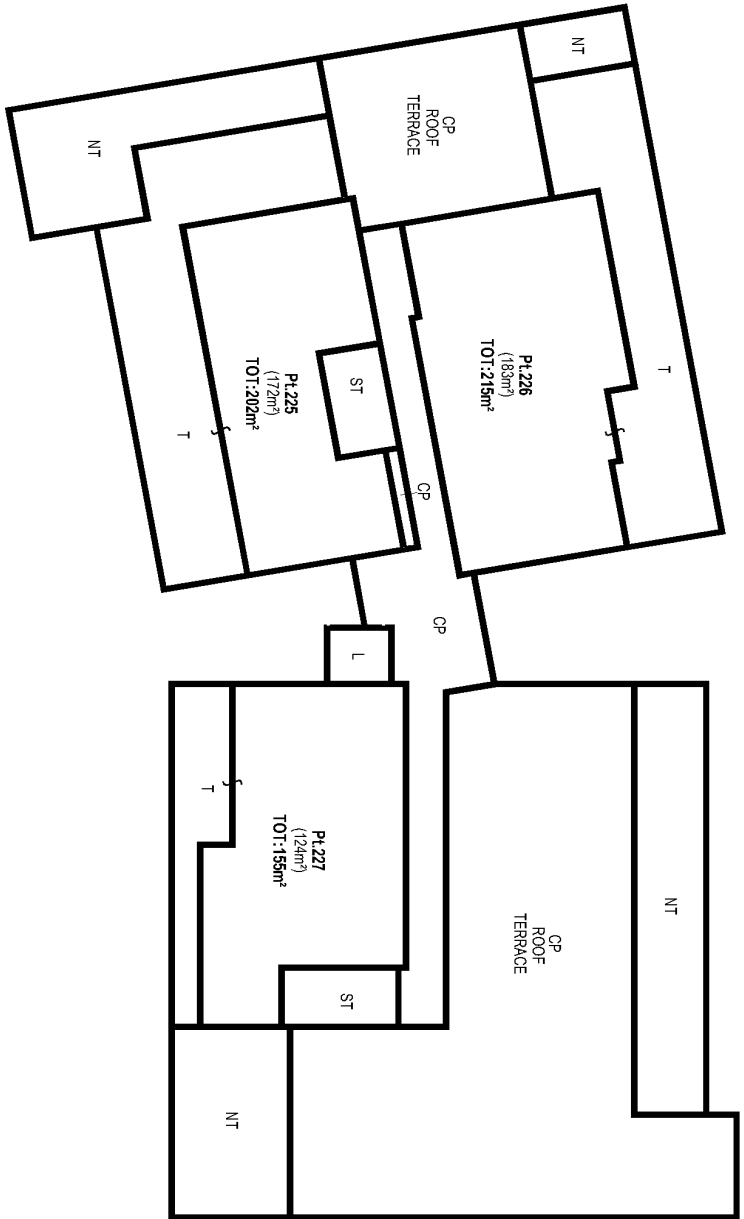 NT
CP
ROOF
TERRACE
NT
T
Pt.226
(183m²)
TOT:215m²
ST
Pt.225
(172m²)
TOT:202m²
T
CP
CP
L
T
Pt.227
(124m²)
TOT:155m²
NT
CP
ROOF
TERRACE
ST
NT